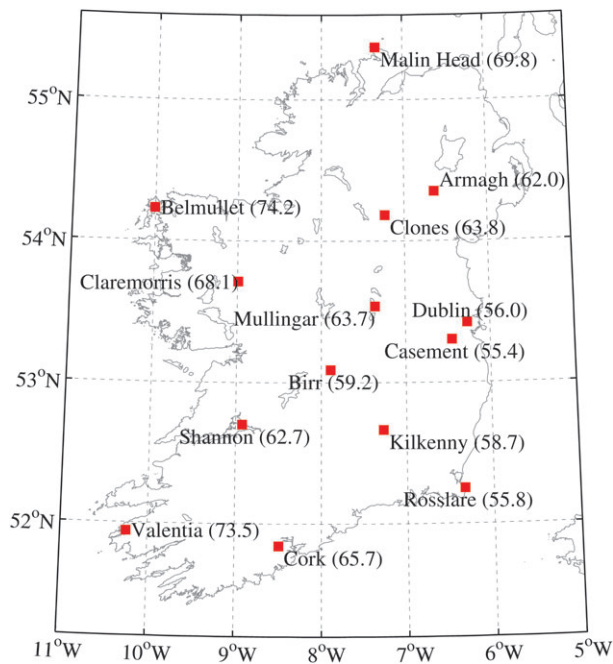 Malin Head (69.8)
55°N
Armagh (62.0)
Belmullet (74.2)
Clones (63.8)
54°N
Claremorris (68.1)
Dublin (56.0)
Mullingar (63.7)
Casement (55.4)
Birr (59.2)
53°N
Shannon (62.7)
Kilkenny (58.7)
Rosslare (55.8)
52°N
Valentia (73.5)
Cork (65.7)
11°W 10°W 9°W 8°W 7°W 6°W 5°W